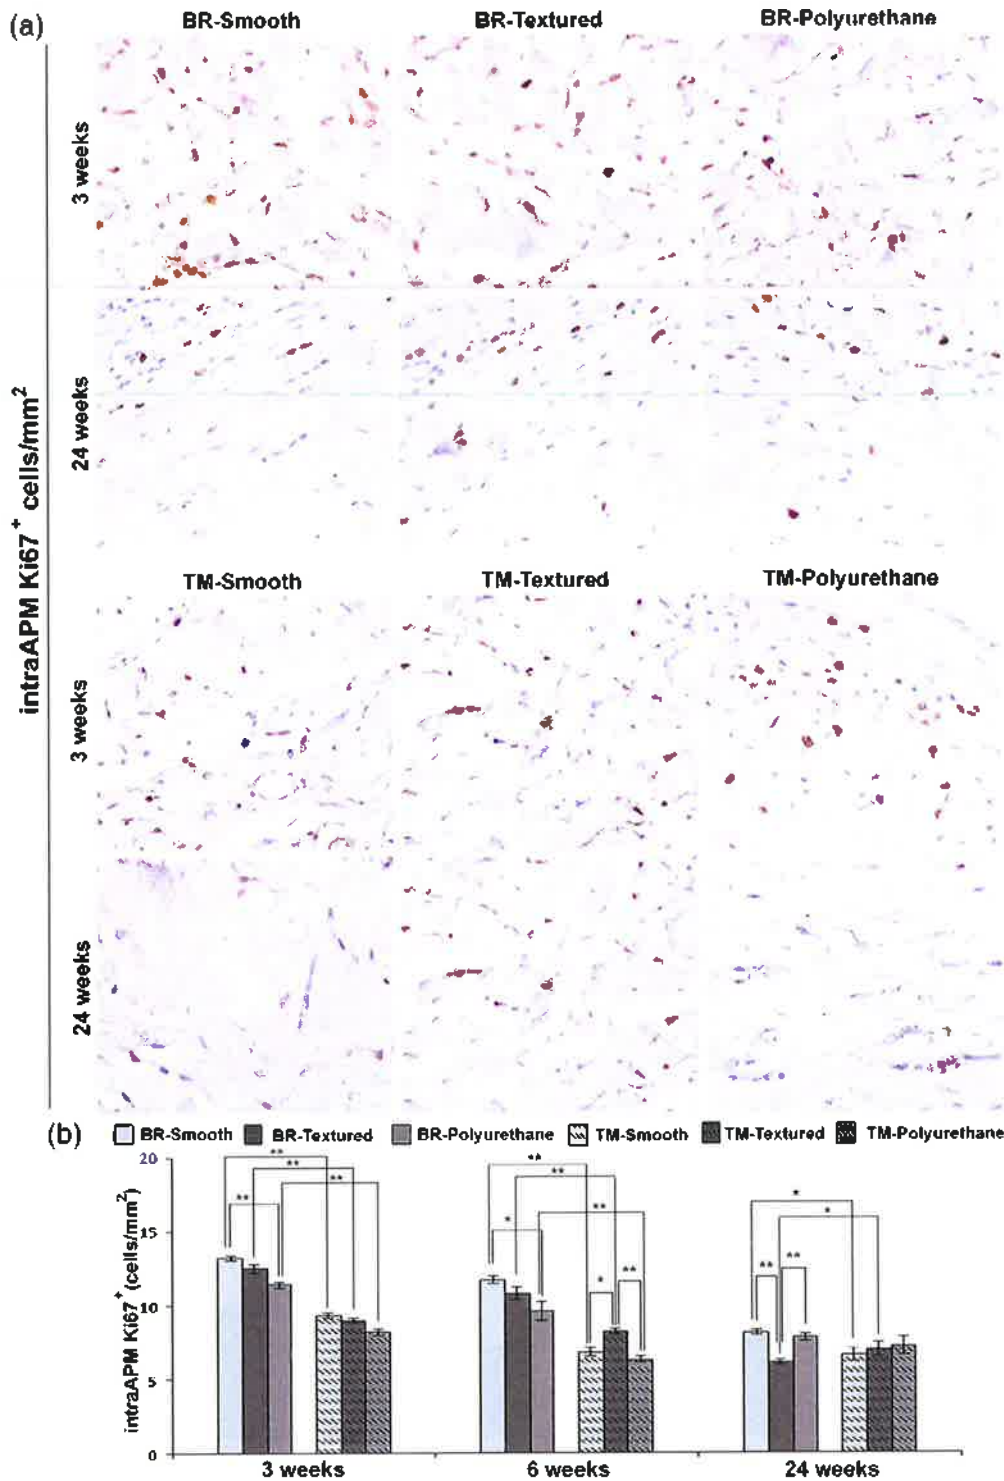 (a)
BR-Smooth BR-Textured BR-Polyurethane
3 weeks
24 weeks
intraAPM Ki67⁺ cells/mm²
TM-Smooth TM-Textured TM-Polyurethane
3 weeks
24 weeks
(b)
BR-Smooth BR-Textured BR-Polyurethane TM-Smooth TM-Textured TM-Polyurethane
intraAPM Ki67⁺ (cells/mm²)
20
15
10
5
0
** ** ** **
** ** * ** * **
* * ** **
3 weeks 6 weeks 24 weeks